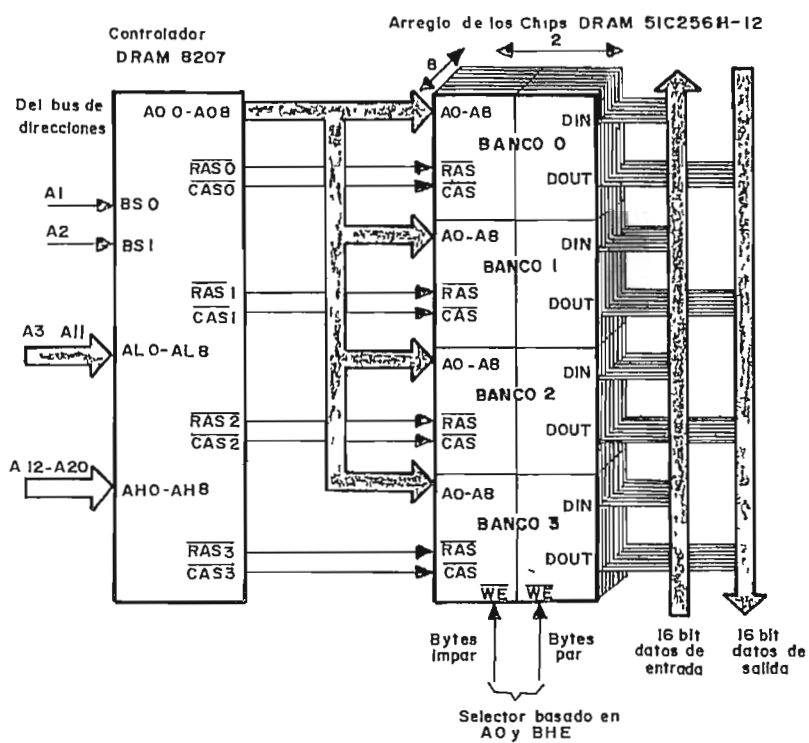 Arreglo de los Chips DRAM 51C256H-12
Controlador
DRAM 8207
2
8
Del bus de
direcciones
AO0-AO8
A0-A8
DIN
BANCO 0
RAS0
CAS0
RAS
CAS
DOUT
A1
BS0
A2
BS1
A0-A8
DIN
BANCO 1
RAS1
CAS1
RAS
CAS
DOUT
A3 A11
AL0-AL8
A0-A8
DIN
BANCO 2
RAS2
CAS2
RAS
CAS
DOUT
A12-A20
AH0-AH8
A0-A8
DIN
BANCO 3
RAS3
CAS3
RAS
CAS
DOUT
WE WE
Bytes
impar
Bytes
par
16 bit
datos de
entrada
16 bit
datos de
salida
Selector basado en
A0 y BHE